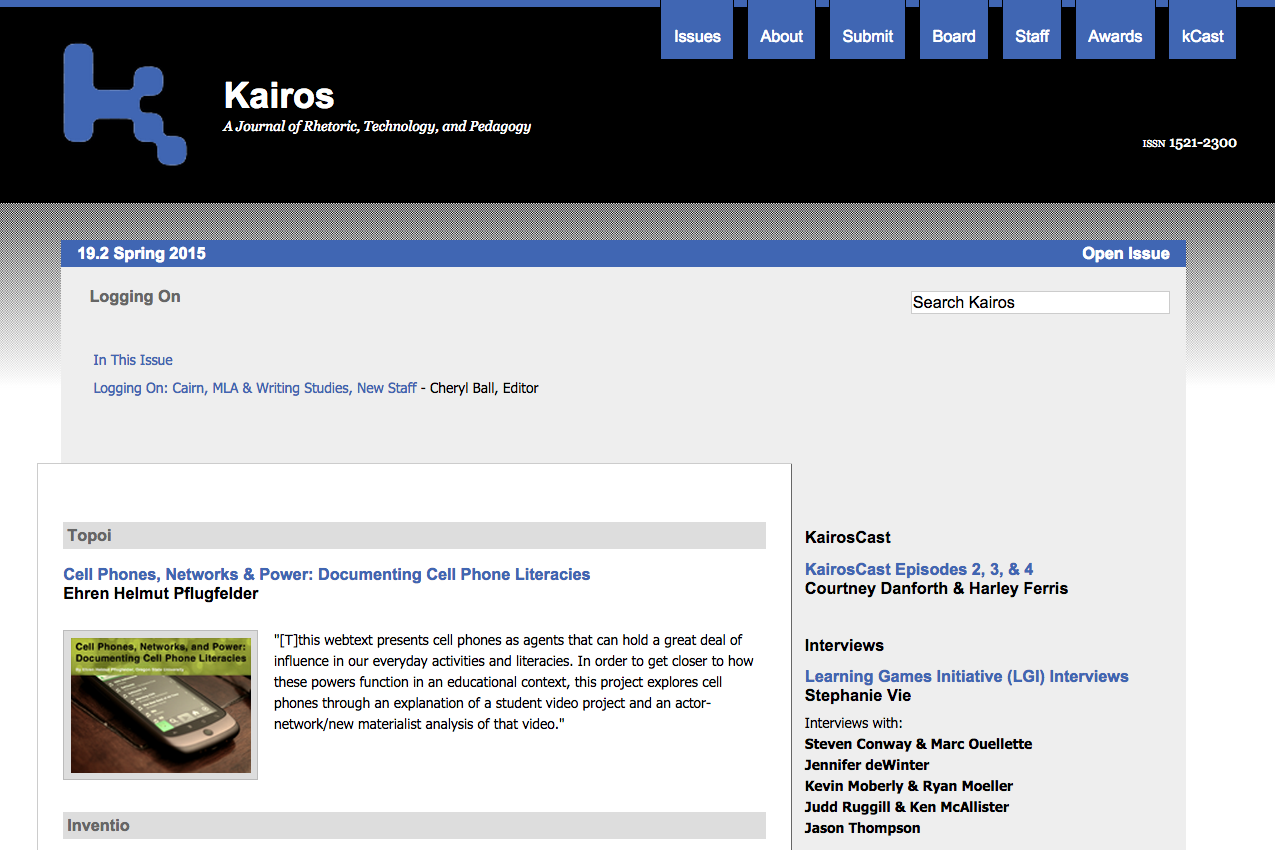 Issues
About
Submit
Board
Staff
Awards
kCast
Kairos
A Journal of Rhetoric, Technology, and Pedagogy
ISSN 1521-2300
19.2 Spring 2015
Open Issue
Logging On
Search Kairos
In This Issue
Logging On: Cairn, MLA & Writing Studies, New Staff - Cheryl Ball, Editor
Topoi
Cell Phones, Networks & Power: Documenting Cell Phone Literacies
Ehren Helmut Pflugfelder
Cell Phones, Networks, and Power:
Documenting Cell Phone Literacies
"[T]this webtext presents cell phones as agents that can hold a great deal of
influence in our everyday activities and literacies. In order to get closer to how
these powers function in an educational context, this project explores cell
phones through an explanation of a student video project and an actor-
network/new materialist analysis of that video."
Inventio
KairosCast
KairosCast Episodes 2, 3, & 4
Courtney Danforth & Harley Ferris
Interviews
Learning Games Initiative (LGI) Interviews
Stephanie Vie
Interviews with:
Steven Conway & Marc Ouellette
Jennifer deWinter
Kevin Moberly & Ryan Moeller
Judd Ruggill & Ken McAllister
Jason Thompson